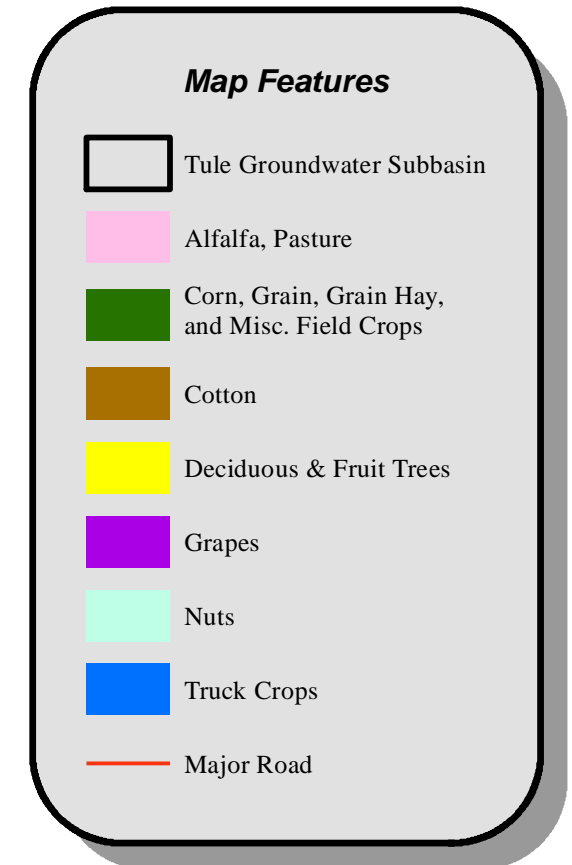 Map Features
Tule Groundwater Subbasin
Alfalfa, Pasture
Corn, Grain, Grain Hay,
and Misc. Field Crops
Cotton
Deciduous & Fruit Trees
Grapes
Nuts
Truck Crops
Major Road